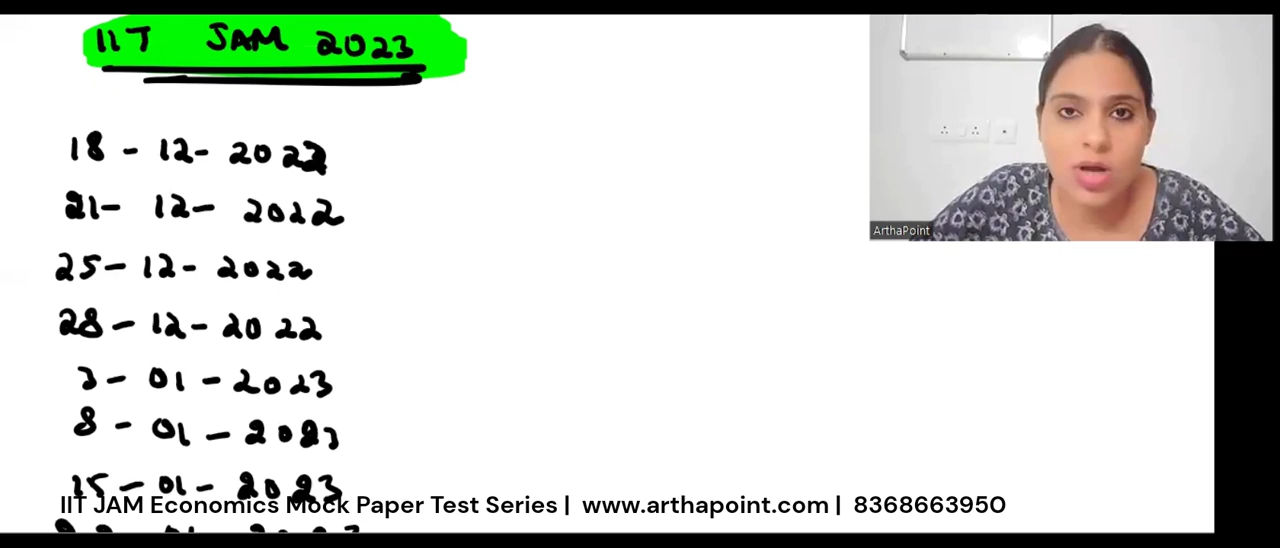 IIT JAM 2023
18 - 12 - 2022
21 - 12 - 2022
25 - 12 - 2022
28 - 12 - 2022
3 - 01 - 2023
8 - 01 - 2023
15 - 01 - 2023
ArthaPoint
IIT JAM Economics Mock Paper Test Series | www.arthapoint.com | 8368663950